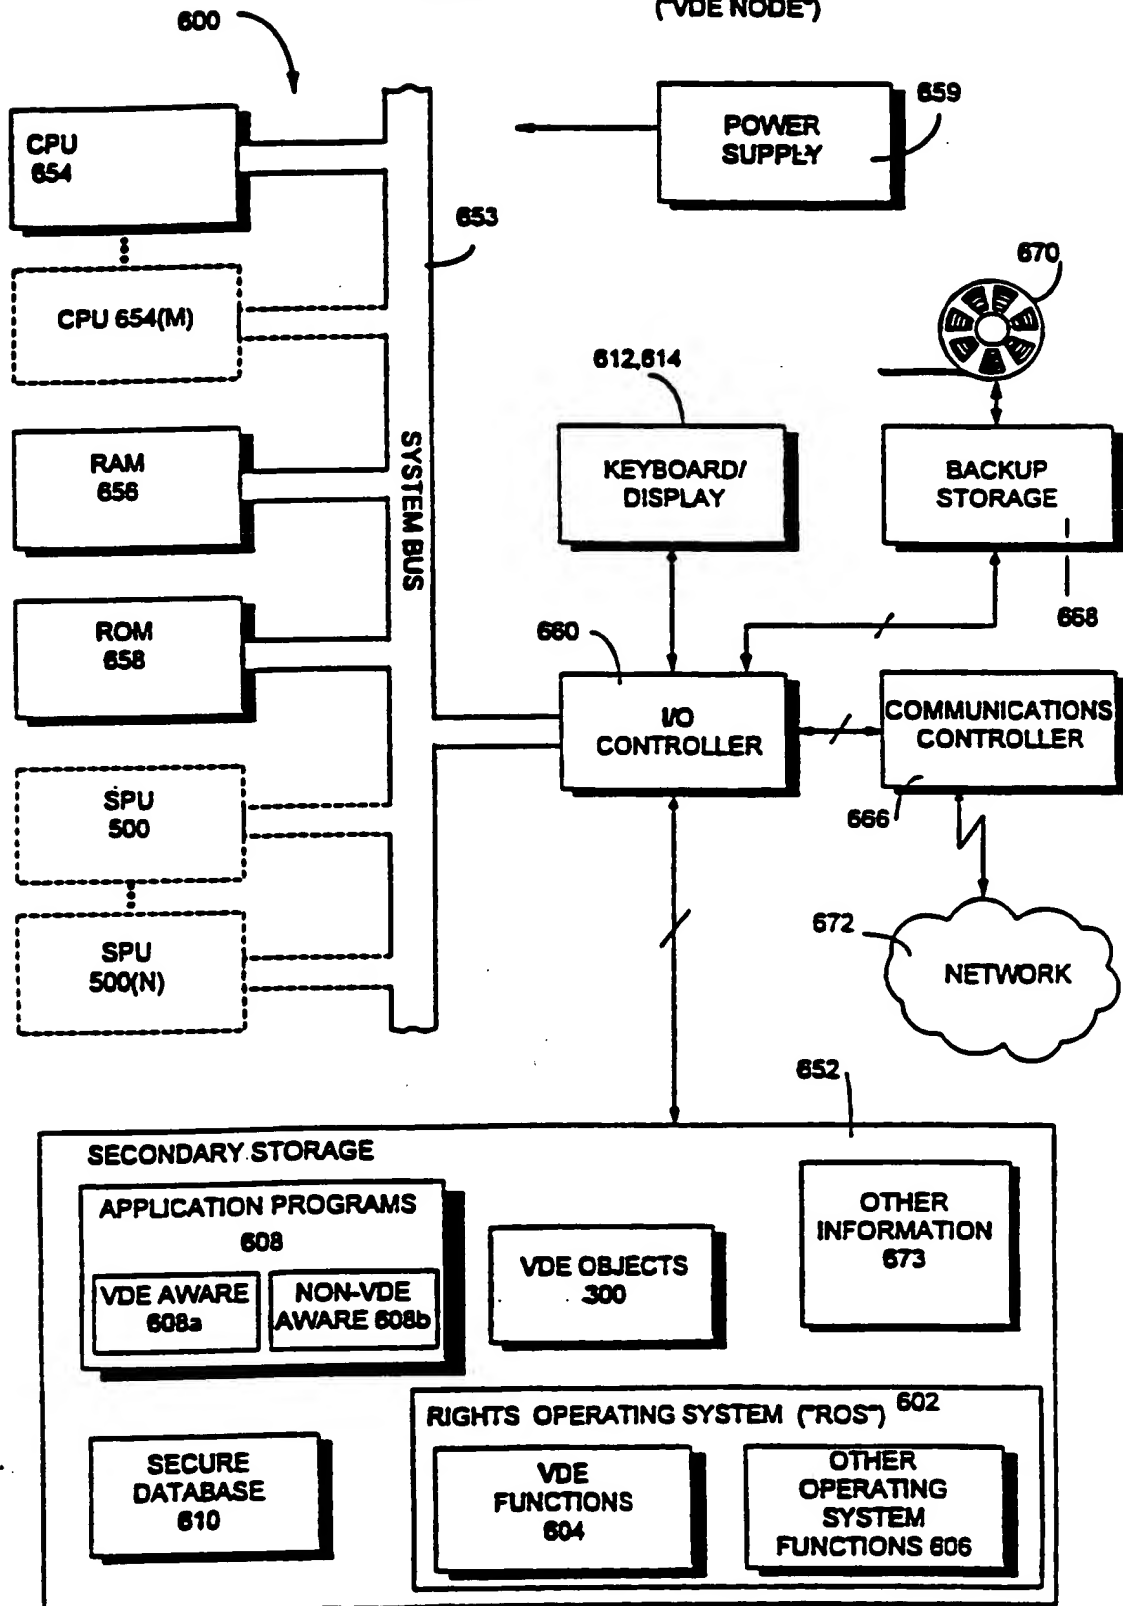 ("VDE NODE")
600
CPU
654
CPU 654(M)
RAM
656
ROM
658
SPU
500
SPU
500(N)
SYSTEM BUS
653
POWER
SUPPLY
659
670
612,614
KEYBOARD/
DISPLAY
BACKUP
STORAGE
668
660
I/O
CONTROLLER
COMMUNICATIONS
CONTROLLER
666
672
NETWORK
652
SECONDARY STORAGE
APPLICATION PROGRAMS
608
VDE AWARE
608a
NON-VDE
AWARE 608b
VDE OBJECTS
300
OTHER
INFORMATION
673
SECURE
DATABASE
610
RIGHTS OPERATING SYSTEM ("ROS") 602
VDE
FUNCTIONS
604
OTHER
OPERATING
SYSTEM
FUNCTIONS 606